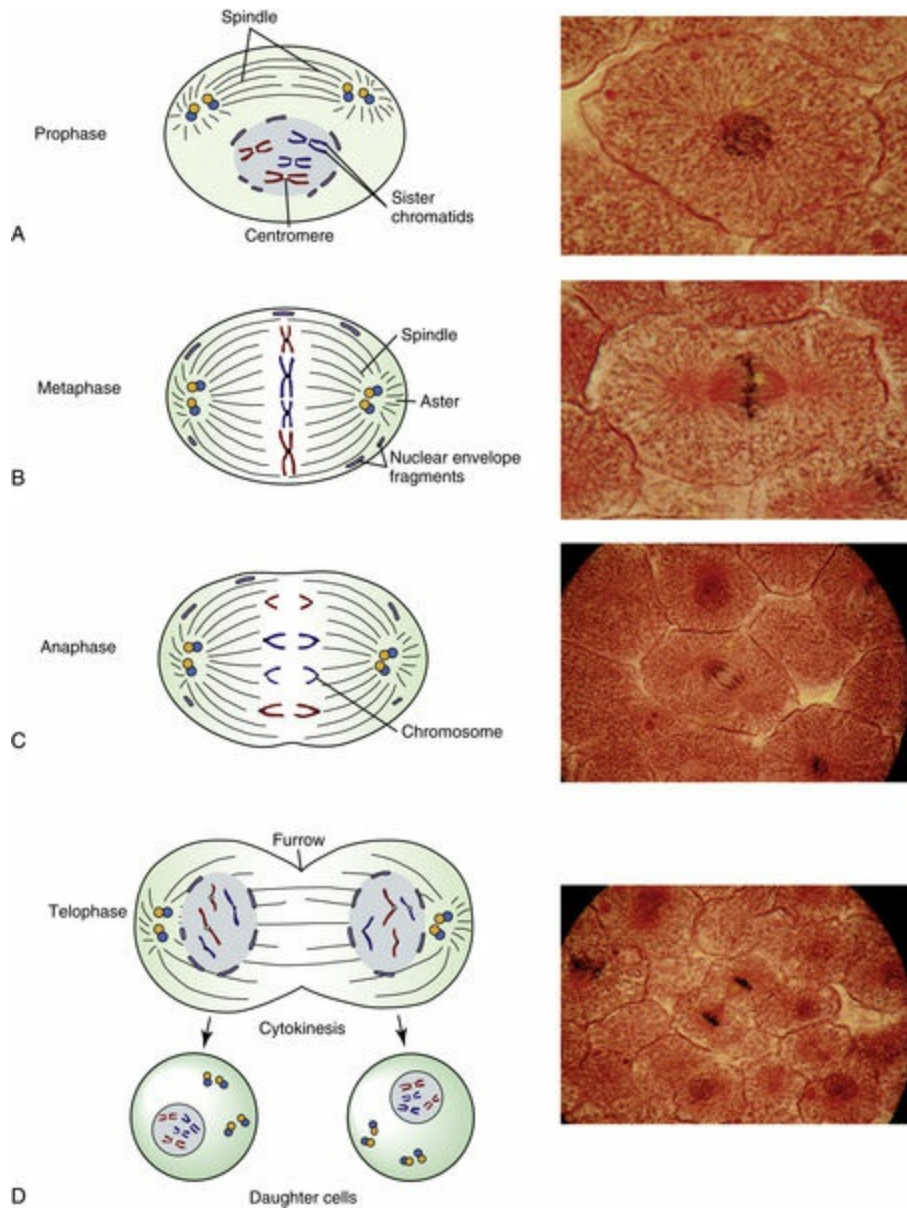 Spindle
Prophase
Sister
chromatids
Centromere
A
Spindle
Metaphase
Aster
Nuclear envelope
fragments
B
Anaphase
Chromosome
C
Furrow
Telophase
Cytokinesis
Daughter cells
D